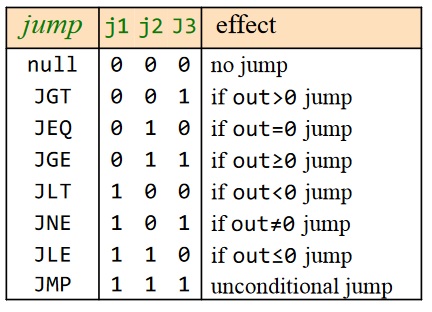 jump j1 j2 J3 effect
null 0 0 0 no jump
JGT 0 0 1 if out>0 jump
JEQ 0 1 0 if out=0 jump
JGE 0 1 1 if out≥0 jump
JLT 1 0 0 if out<0 jump
JNE 1 0 1 if out≠0 jump
JLE 1 1 0 if out≤0 jump
JMP 1 1 1 unconditional jump